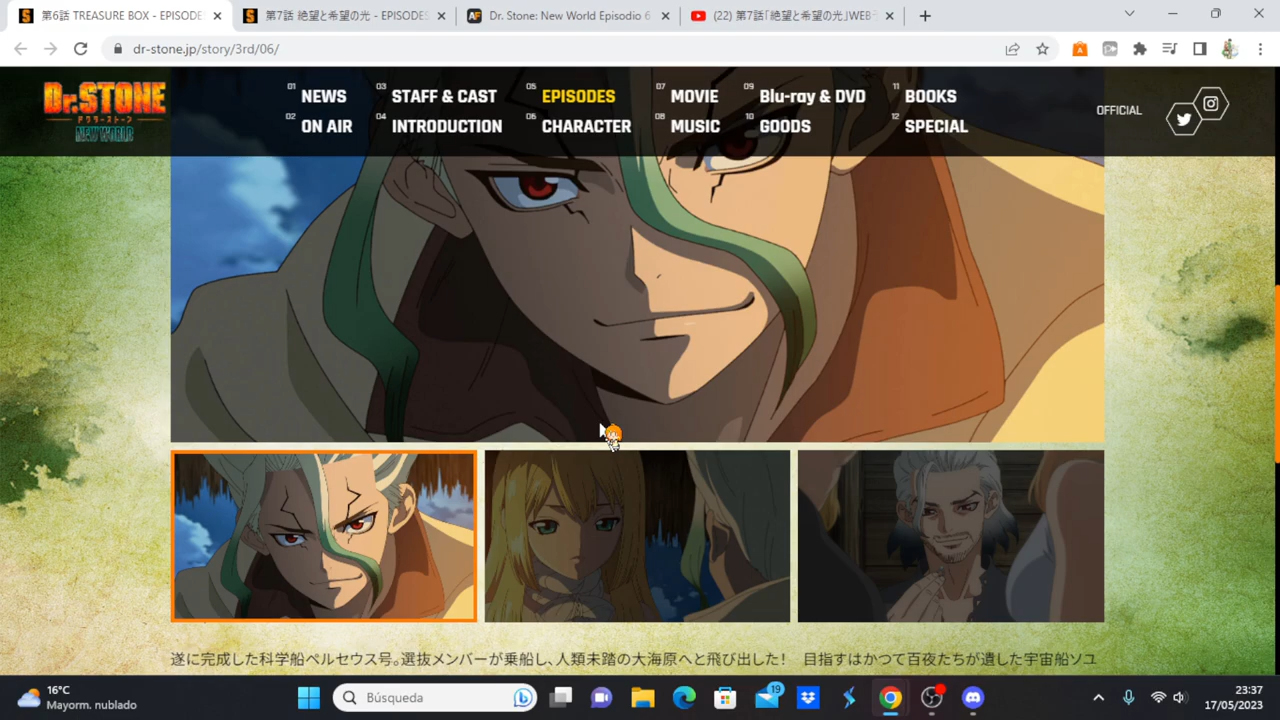 第6話 TREASURE BOX - EPISODE
第7話 絶望と希望の光 - EPISODES
Dr. Stone: New World Episodio 6
(22) 第7話「絶望と希望の光」WEB
dr-stone.jp/story/3rd/06/
Dr.STONE
ドクターストーン
NEW WORLD
01 NEWS
03 STAFF & CAST
05 EPISODES
07 MOVIE
09 Blu-ray & DVD
11 BOOKS
02 ON AIR
04 INTRODUCTION
06 CHARACTER
08 MUSIC
10 GOODS
12 SPECIAL
OFFICIAL
遂に完成した科学船ペルセウス号。選抜メンバーが乗船し、人類未踏の大海原へと飛び出した！ 目指すはかつて百夜たちが遺した宇宙船ソユ
16°C
Mayorm. nublado
Búsqueda
19
23:37
17/05/2023